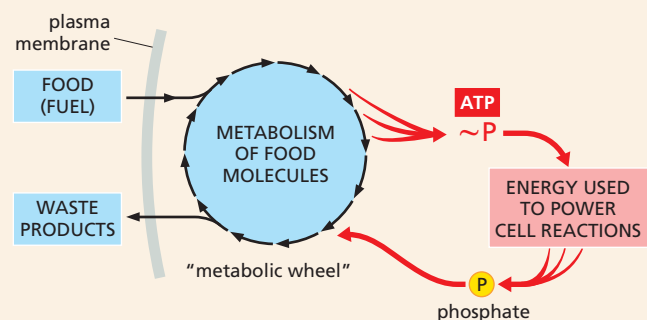 plasma
membrane
FOOD
(FUEL)
METABOLISM
OF FOOD
MOLECULES
ATP
~P
WASTE
PRODUCTS
ENERGY USED
TO POWER
CELL REACTIONS
"metabolic wheel"
P
phosphate